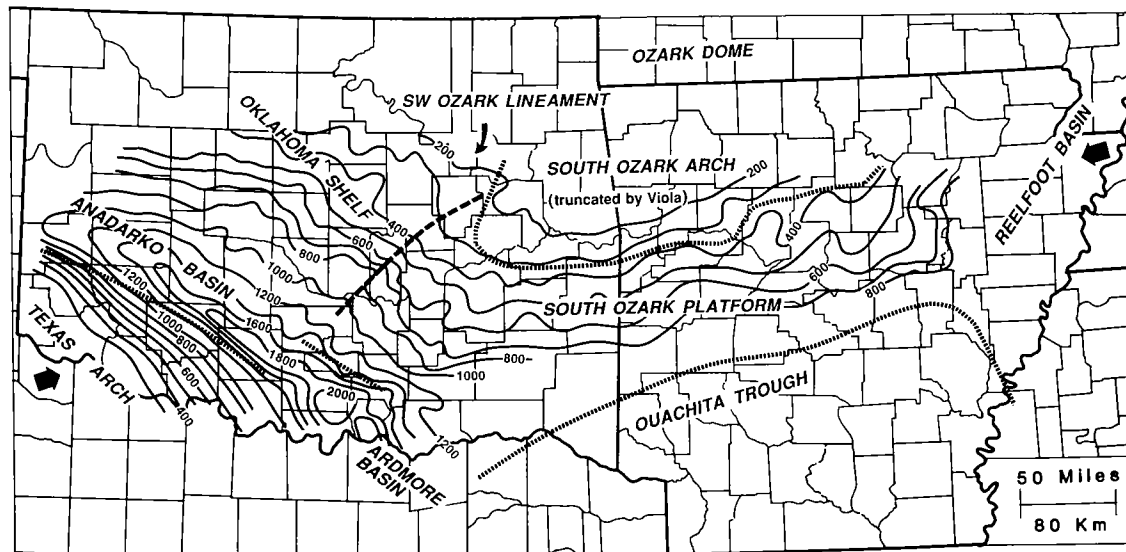 OZARK DOME
SW OZARK LINEAMENT
OKLAHOMA SHELF
200
SOUTH OZARK ARCH
(truncated by Viola)
200
REELFOOT BASIN
400
400
600
800
ANADARKO BASIN
1000
1200
1200
600
800
SOUTH OZARK PLATFORM
1000
1600
800
800
1800
1000
TEXAS ARCH
600
2000
400
OUACHITA TROUGH
1200
ARDMORE
BASIN
50 Miles
80 Km